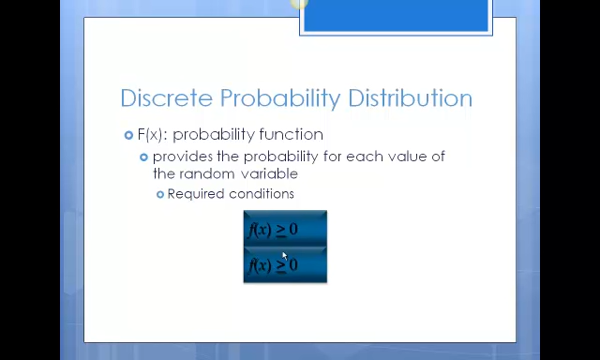 Discrete Probability Distribution
F(x): probability function
provides the probability for each value of
the random variable
Required conditions
f(x) ≥ 0
f(x) ≥ 0